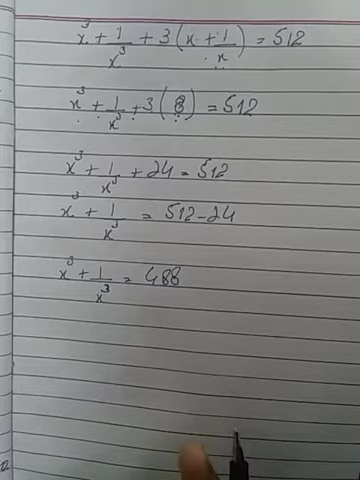 x³ + 1/x³ + 3(x + 1/x) = 512
x³ + 1/x³ + 3(8) = 512
x³ + 1/x³ + 24 = 512
x³ + 1/x³ = 512 - 24
x³ + 1/x³ = 488